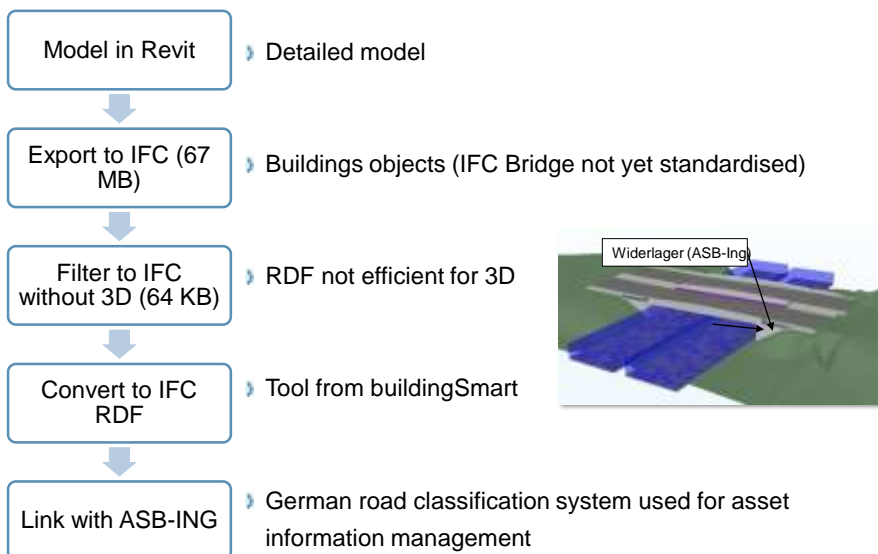 Model in Revit
Detailed model
Export to IFC (67
MB)
Buildings objects (IFC Bridge not yet standardised)
Filter to IFC
without 3D (64 KB)
RDF not efficient for 3D
Widerlager (ASB-Ing)
Convert to IFC
RDF
Tool from buildingSmart
Link with ASB-ING
German road classification system used for asset
information management